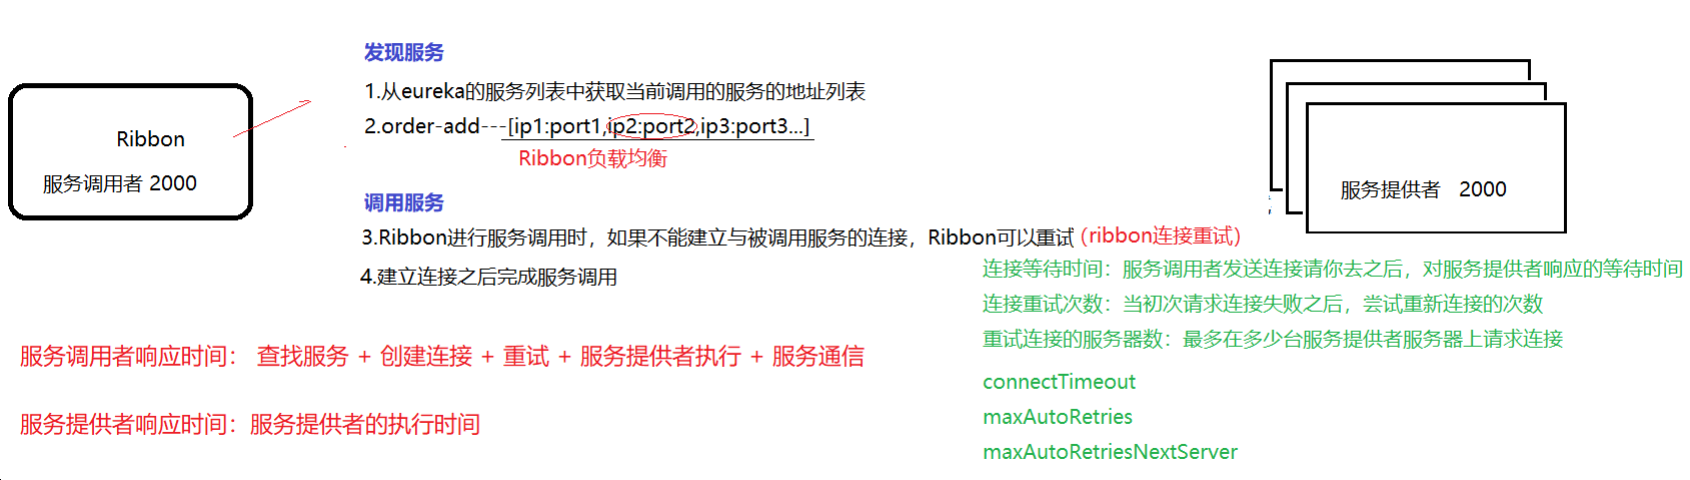 发现服务
1.从eureka的服务列表中获取当前调用的服务的地址列表
2.order-add---[ip1:port1,ip2:port2,ip3:port3...]
Ribbon负载均衡
Ribbon
服务调用者 2000
服务提供者 2000
调用服务
3.Ribbon进行服务调用时，如果不能建立与被调用服务的连接，Ribbon可以重试（ribbon连接重试）
4.建立连接之后完成服务调用
连接等待时间：服务调用者发送连接请你去之后，对服务提供者响应的等待时间
连接重试次数：当初次请求连接失败之后，尝试重新连接的次数
重试连接的服务器数：最多在多少台服务提供者服务器上请求连接
connectTimeout
maxAutoRetries
maxAutoRetriesNextServer
服务调用者响应时间： 查找服务 + 创建连接 + 重试 + 服务提供者执行 + 服务通信
服务提供者响应时间：服务提供者的执行时间